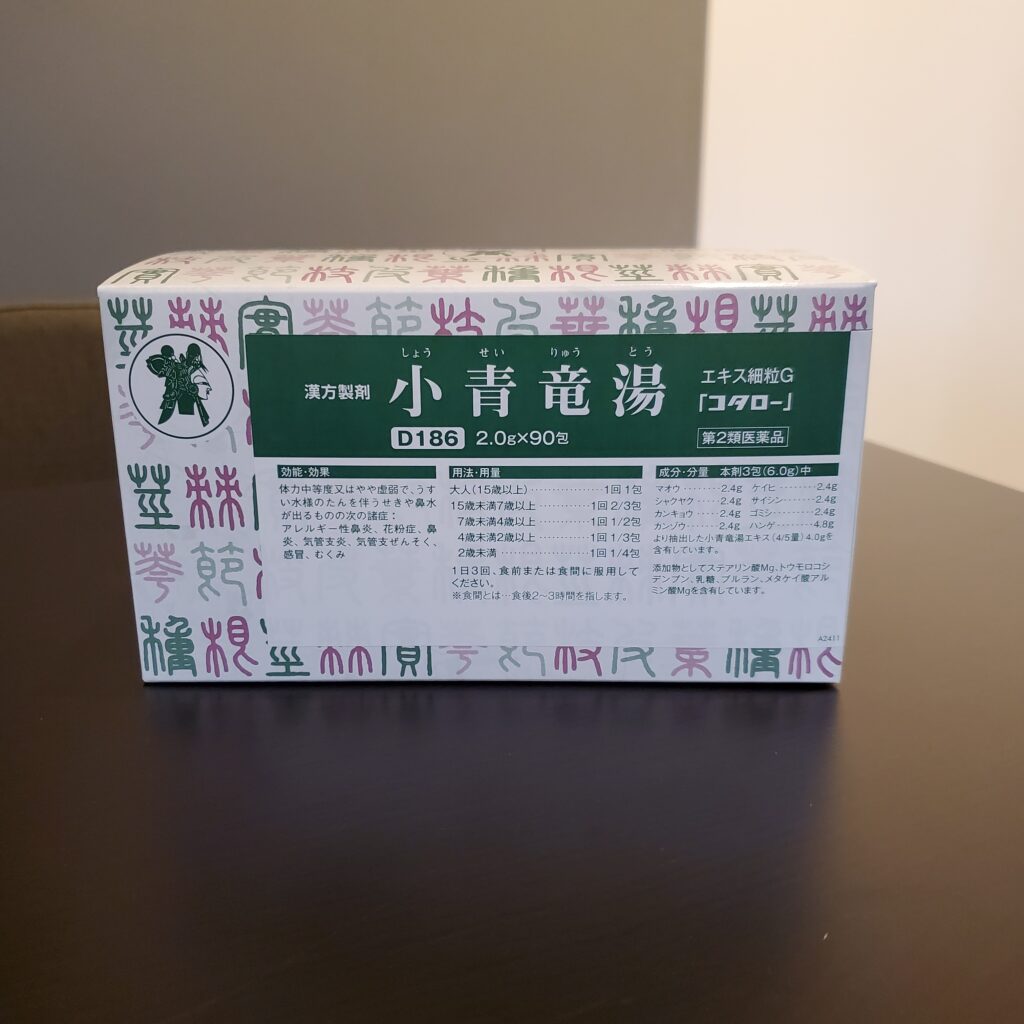 しょう せい りゅう とう
漢方製剤 小青竜湯 エキス細粒G
「コタロー」
D186 2.0g×90包 第2類医薬品
効能・効果
体力中等度又はやや虚弱で、うす
い水様のたんを伴うせきや鼻水
が出るものの次の諸症：
アレルギー性鼻炎、花粉症、鼻
炎、気管支炎、気管支ぜんそく、
感冒、むくみ
用法・用量
大人(15歳以上)…………1回 1包
15歳未満7歳以上…………1回 2/3包
7歳未満4歳以上…………1回 1/2包
4歳未満2歳以上…………1回 1/3包
2歳未満…………1回 1/4包
1日3回、食前または食間に服用して
ください。
※食間とは…食後2〜3時間を指します。
成分・分量 本剤3包(6.0g)中
マオウ……2.4g ケイヒ……2.4g
シャクヤク……2.4g サイシン……2.4g
カンキョウ……2.4g ゴミシ……2.4g
カンゾウ……2.4g ハンゲ……4.8g
より抽出した小青竜湯エキス(4/5量)4.0gを
含有しています。
添加物としてステアリン酸Mg、トウモロコシ
デンプン、乳糖、プルラン、メタケイ酸アル
ミン酸Mgを含有しています。
A2411